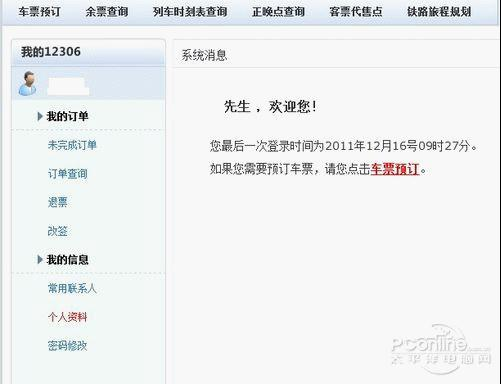 车票预订 余票查询 列车时刻表查询 正晚点查询 客票代售点 铁路旅程规划
我的12306
系统消息
先生，欢迎您!
我的订单
未完成订单
您最后一次登录时间为2011年12月16号09时27分。
订单查询
如果您需要预订车票，请您点击车票预订。
退票
改签
我的信息
常用联系人
个人资料
密码修改
PConline
太平洋电脑网